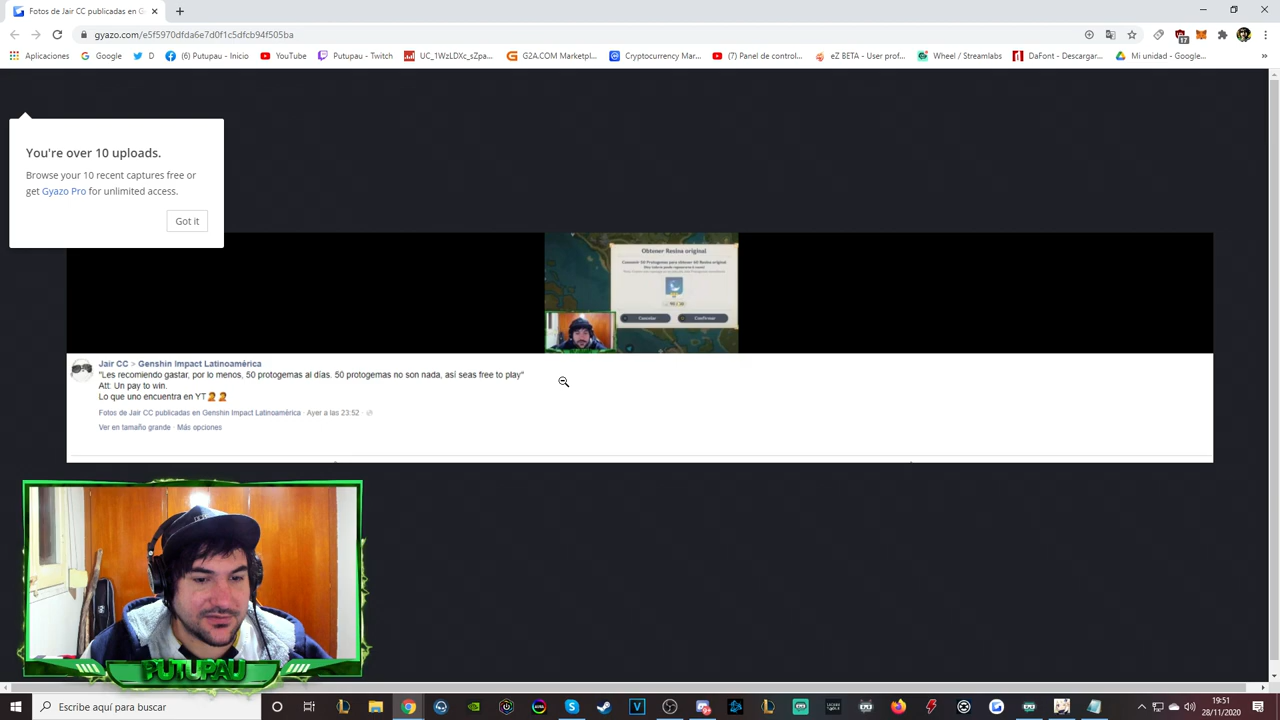 Fotos de Jair CC publicadas en G
gyazo.com/e5f5970dfda6e7d0f1c5dfcb94f505ba
17
Aplicaciones Google D (6) Putupau - Inicio YouTube Putupau - Twitch UC_1WzLDXc_sZpa... G2A.COM Marketpl... Cryptocurrency Mar... (7) Panel de control... eZ BETA - User prof... Wheel / Streamlabs DaFont - Descargar... Mi unidad - Google...
You're over 10 uploads.
Browse your 10 recent captures free or
get Gyazo Pro for unlimited access.
Got it
Obtener Resina original
Cancelar Confirmar
Jair CC > Genshin Impact Latinoamérica
"Les recomiendo gastar, por lo menos, 50 protogemas al días. 50 protogemas no son nada, así seas free to play"
Att: Un pay to win.
Lo que uno encuentra en YT
Fotos de Jair CC publicadas en Genshin Impact Latinoamérica · Ayer a las 23:52
Ver en tamaño grande · Más opciones
PUTUPAU
Escribe aquí para buscar
19:51
28/11/2020